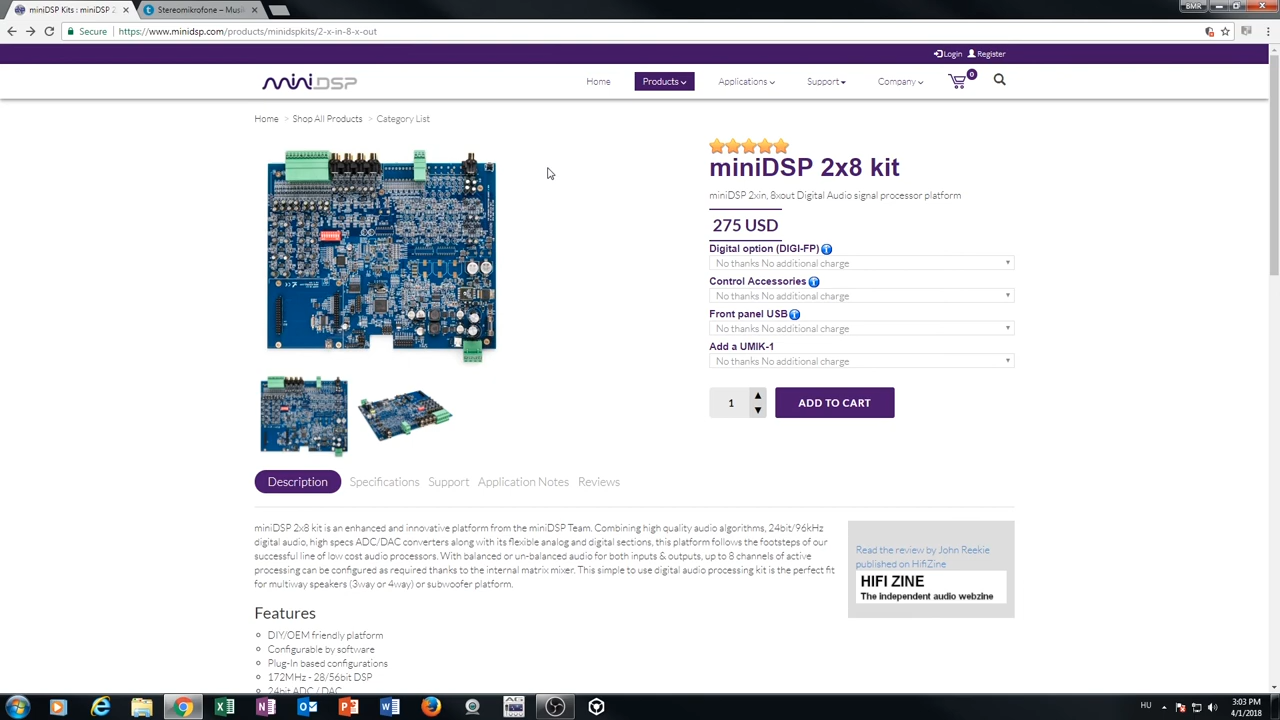 miniDSP Kits : miniDSP 2
Stereomikrofone – Musik
BMR
Secure
https://www.minidsp.com/products/minidspkits/2-x-in-8-x-out
Login
Register
miniDSP
Home
Products
Applications
Support
Company
0
Home > Shop All Products > Category List
miniDSP 2x8 kit
miniDSP 2xin, 8xout Digital Audio signal processor platform
275 USD
Digital option (DIGI-FP)
No thanks No additional charge
Control Accessories
No thanks No additional charge
Front panel USB
No thanks No additional charge
Add a UMIK-1
No thanks No additional charge
1
ADD TO CART
Description
Specifications
Support
Application Notes
Reviews
miniDSP 2x8 kit is an enhanced and innovative platform from the miniDSP Team. Combining high quality audio algorithms, 24bit/96kHz
digital audio, high specs ADC/DAC converters along with its flexible analog and digital sections, this platform follows the footsteps of our
successful line of low cost audio processors. With balanced or un-balanced audio for both inputs & outputs, up to 8 channels of active
processing can be configured as required thanks to the internal matrix mixer. This simple to use digital audio processing kit is the perfect fit
for multiway speakers (3way or 4way) or subwoofer platform.
Read the review by John Reekie
published on HifiZine
HIFI ZINE
The independent audio webzine
Features
DIY/OEM friendly platform
Configurable by software
Plug-In based configurations
172MHz - 28/56bit DSP
24bit ADC / DAC
HU
3:03 PM
4/1/2018